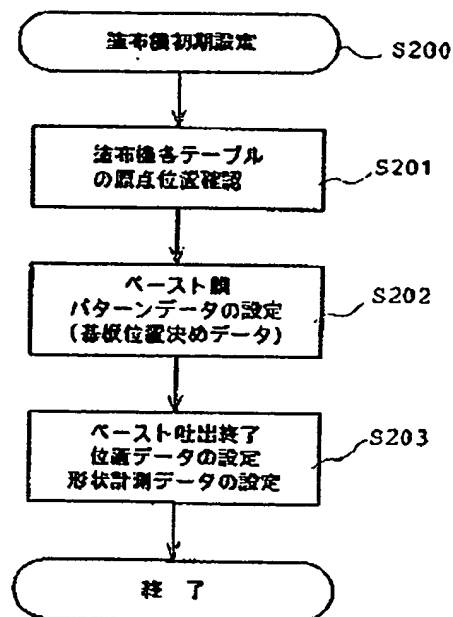 塗布機初期設定
S200
塗布機各テーブル
の原点位置確認
S201
ペースト膜
パターンデータの設定
(基板位置決めデータ)
S202
ペースト吐出終了
位置データの設定
形状計測データの設定
S203
終 了